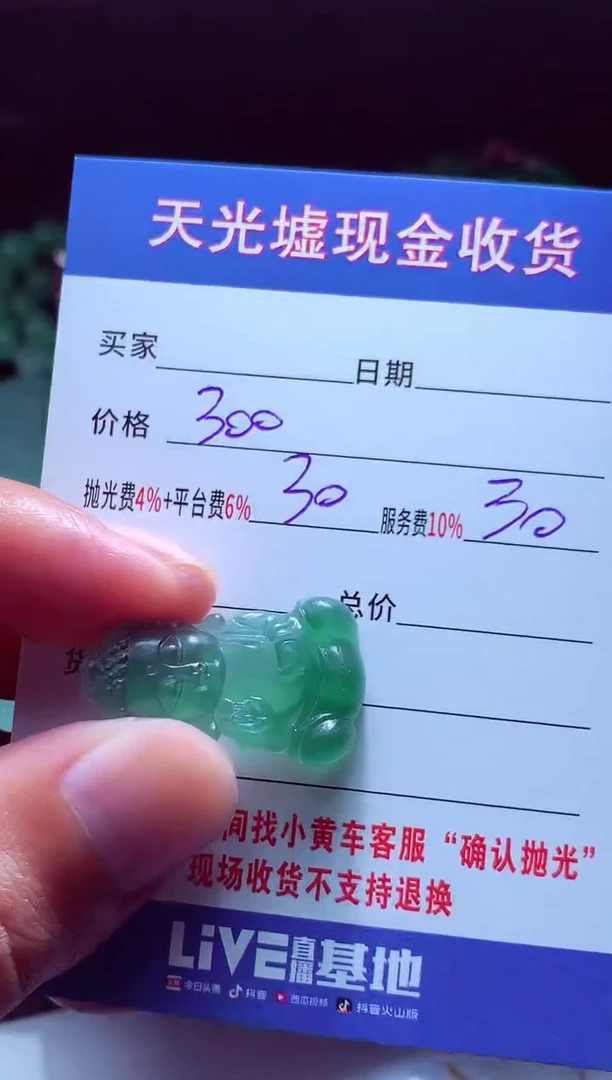 天光墟现金收货
买家 日期
价格 300
抛光费4%+平台费6% 30 服务费10% 30
总价
货
间找小黄车客服“确认抛光”
现场收货不支持退换
LiVE直播基地
今日头条 抖音 西瓜视频 抖音火山版